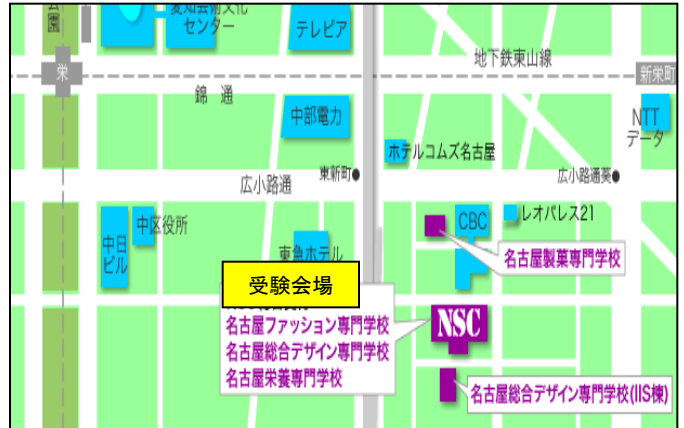 公園
愛知芸術文化
センター
テレピア
地下鉄東山線
栄
新栄町
錦 通
中部電力
NTT
データ
ホテルコムズ名古屋
東新町
広小路通
広小路通葵
中日
ビル
中区役所
東急ホテル
CBC
レオパレス21
名古屋製菓専門学校
受験会場
名古屋ファッション専門学校
名古屋総合デザイン専門学校
名古屋栄養専門学校
NSC
名古屋総合デザイン専門学校(IIS棟)